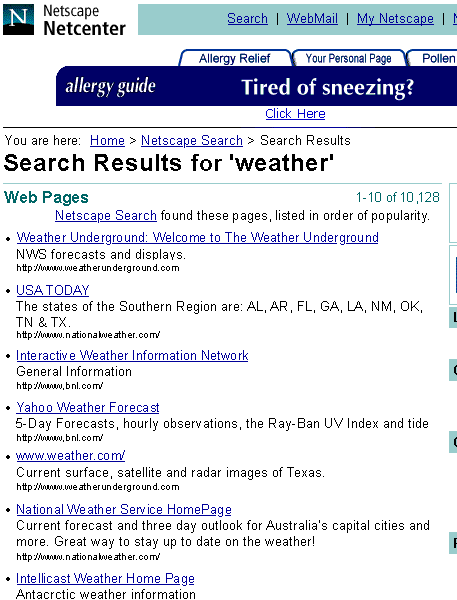 Netscape
Netcenter
Search | WebMail | My Netscape |
Allergy Relief Your Personal Page Pollen
allergy guide Tired of sneezing?
Click Here
You are here: Home > Netscape Search > Search Results
Search Results for 'weather'
Web Pages 1-10 of 10,128
Netscape Search found these pages, listed in order of popularity.
• Weather Underground: Welcome to The Weather Underground
NWS forecasts and displays.
http://www.weatherunderground.com
• USA TODAY
The states of the Southern Region are: AL, AR, FL, GA, LA, NM, OK,
TN & TX.
http://www.nationalweather.com/
• Interactive Weather Information Network
General Information
http://www.bnl.com/
• Yahoo Weather Forecast
5-Day Forecasts, hourly observations, the Ray-Ban UV Index and tide
http://www.bnl.com/
• www.weather.com/
Current surface, satellite and radar images of Texas.
http://www.weatherunderground.com
• National Weather Service HomePage
Current forecast and three day outlook for Australia's capital cities and
more. Great way to stay up to date on the weather!
http://www.nationalweather.com/
• Intellicast Weather Home Page
Antacrctic weather information